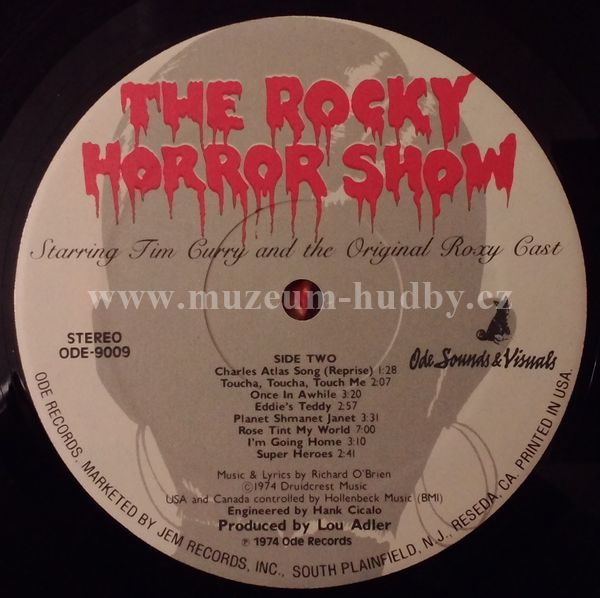 THE ROCKY
HORROR SHOW
Starring Tim Curry and the Original Roxy Cast
www.muzeum-hudby.cz
STEREO
ODE-9009
Ode Sounds & Visuals
SIDE TWO
Charles Atlas Song (Reprise) 1:28
Toucha, Toucha, Touch Me 2:07
Once In Awhile 3:20
Eddie's Teddy 2:57
Planet Shmanet Janet 3:31
Rose Tint My World 7:00
I'm Going Home 3:10
Super Heroes 2:41
Music & Lyrics by Richard O'Brien
©1974 Druidcrest Music
USA and Canada controlled by Hollenbeck Music (BMI)
Engineered by Hank Cicalo
Produced by Lou Adler
℗ 1974 Ode Records
ODE RECORDS. MARKETED BY JEM RECORDS, INC., SOUTH PLAINFIELD, N.J., RESEDA, CA. PRINTED IN USA.